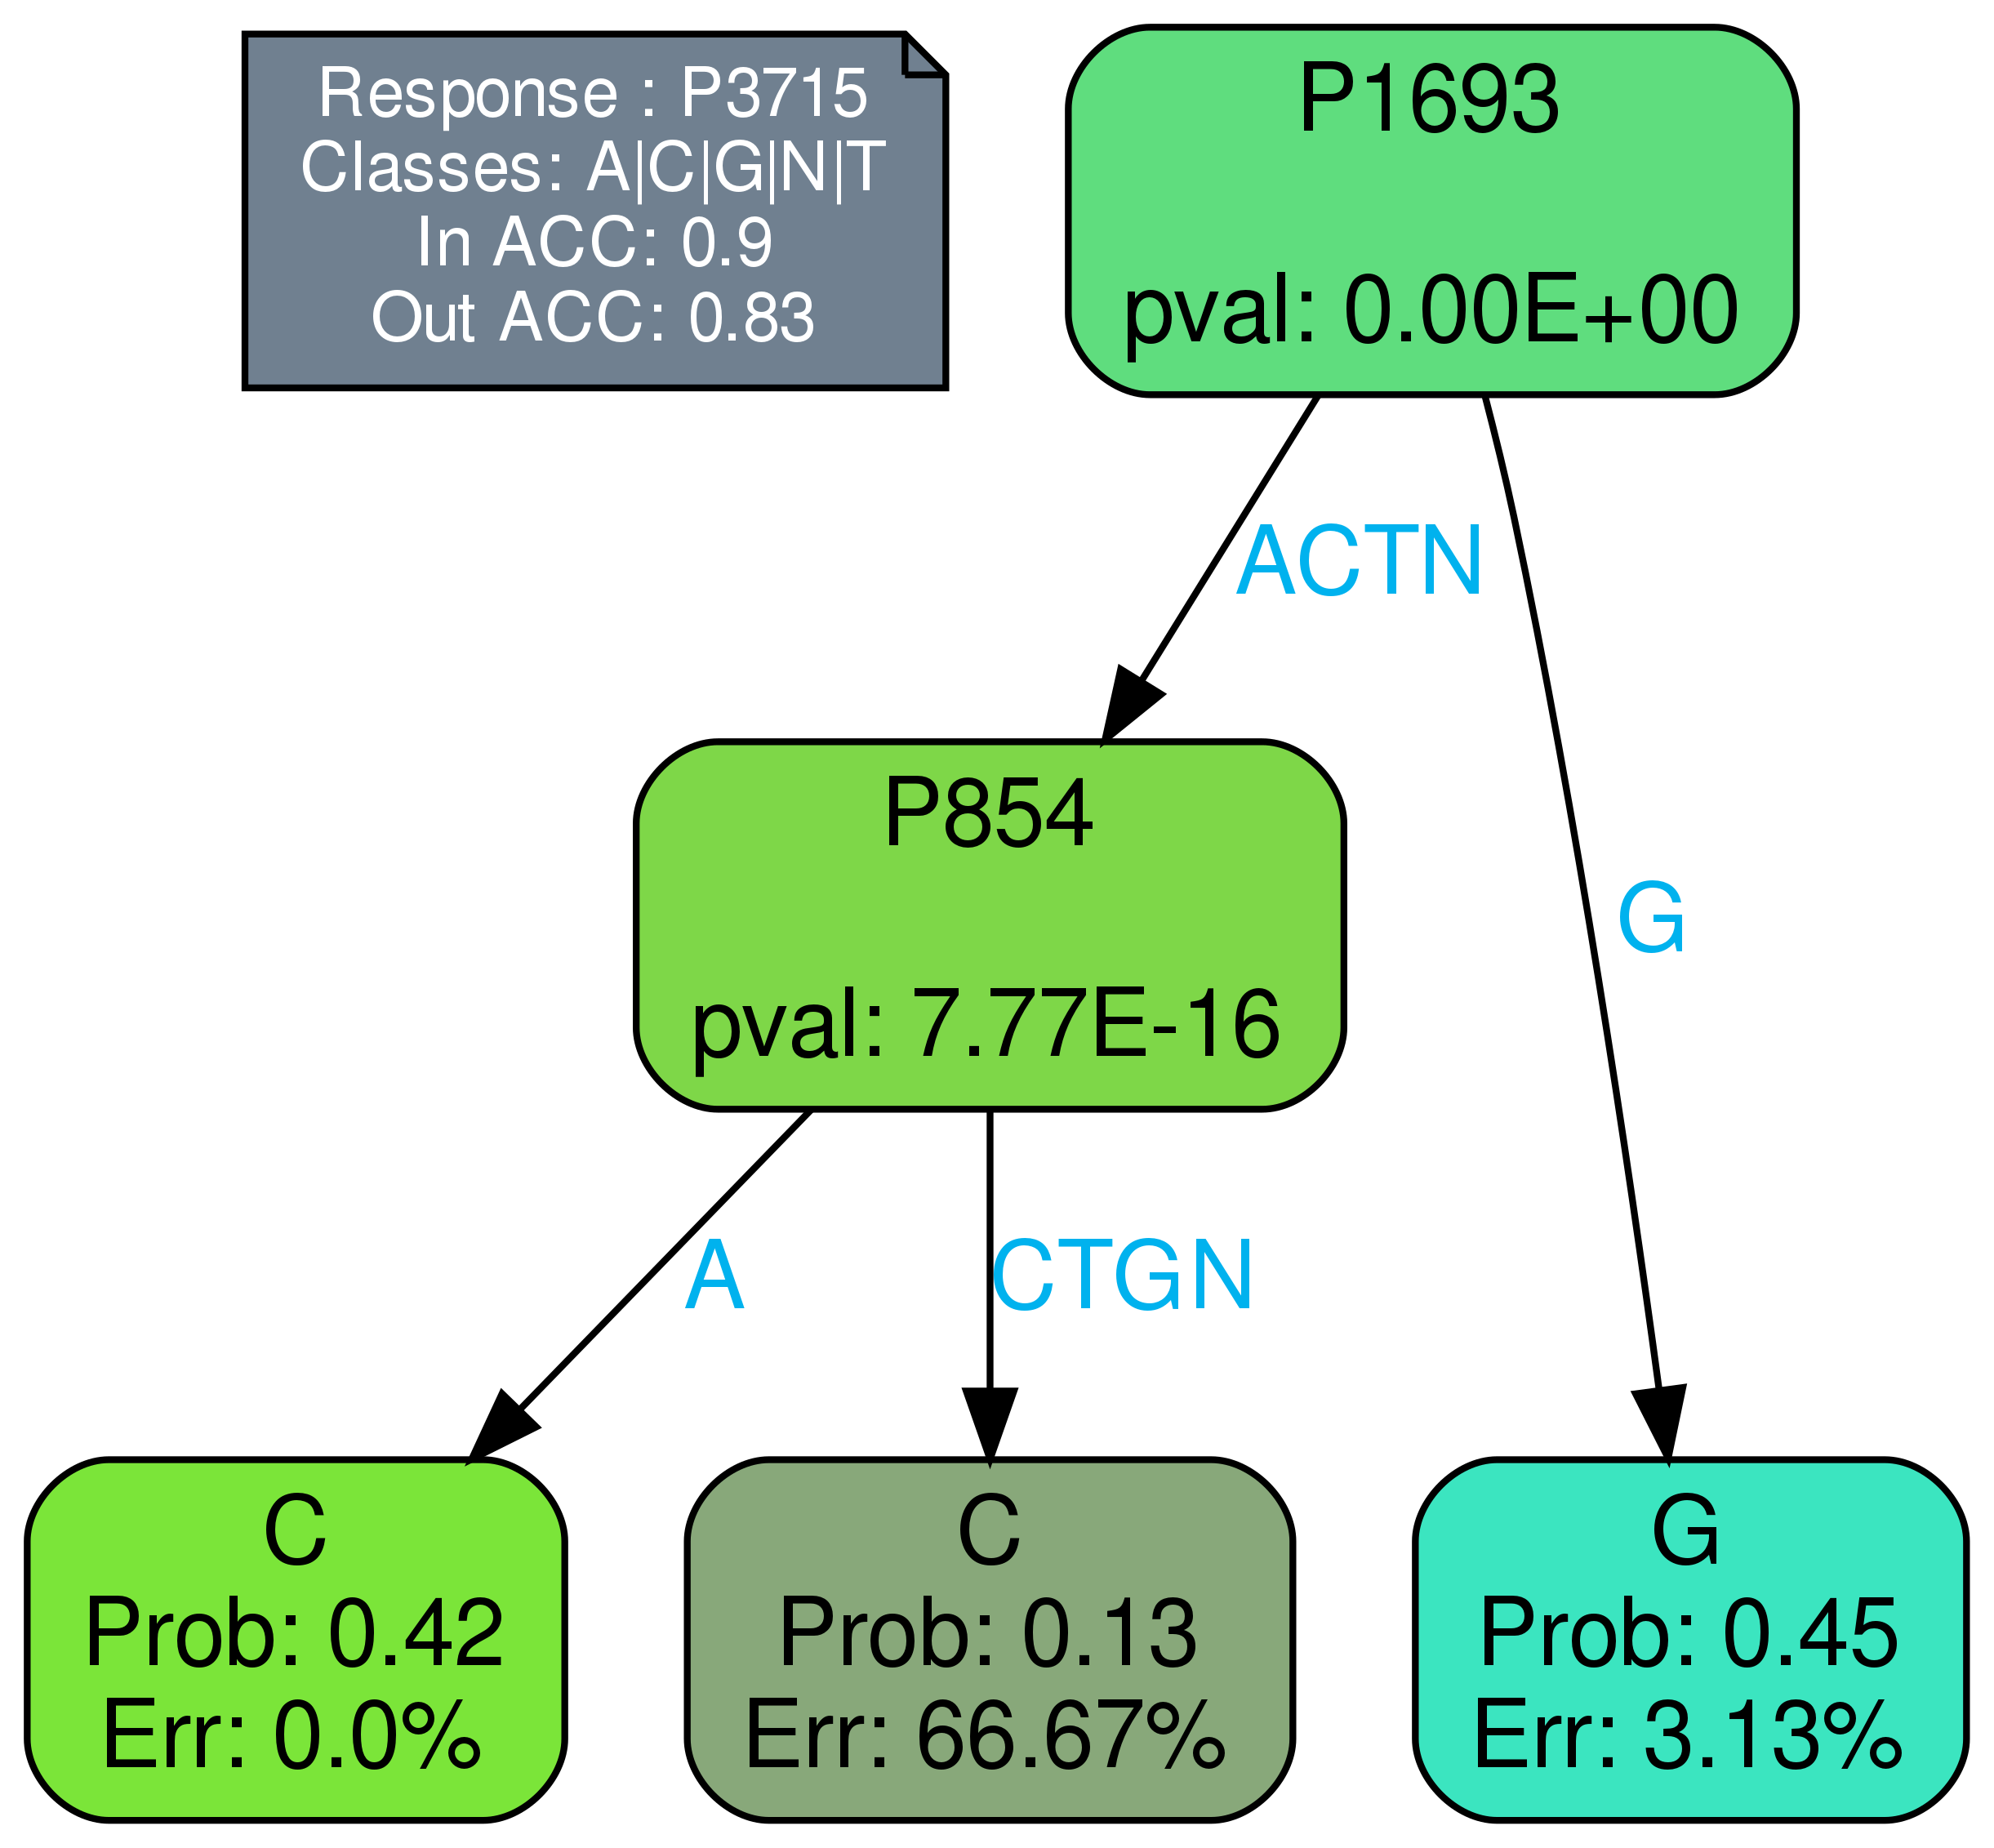 Response : P3715
Classes: A|C|G|N|T
In ACC: 0.9
Out ACC: 0.83
P1693
pval: 0.00E+00
ACTN
P854
pval: 7.77E-16
G
A
CTGN
C
Prob: 0.42
Err: 0.0%
C
Prob: 0.13
Err: 66.67%
G
Prob: 0.45
Err: 3.13%